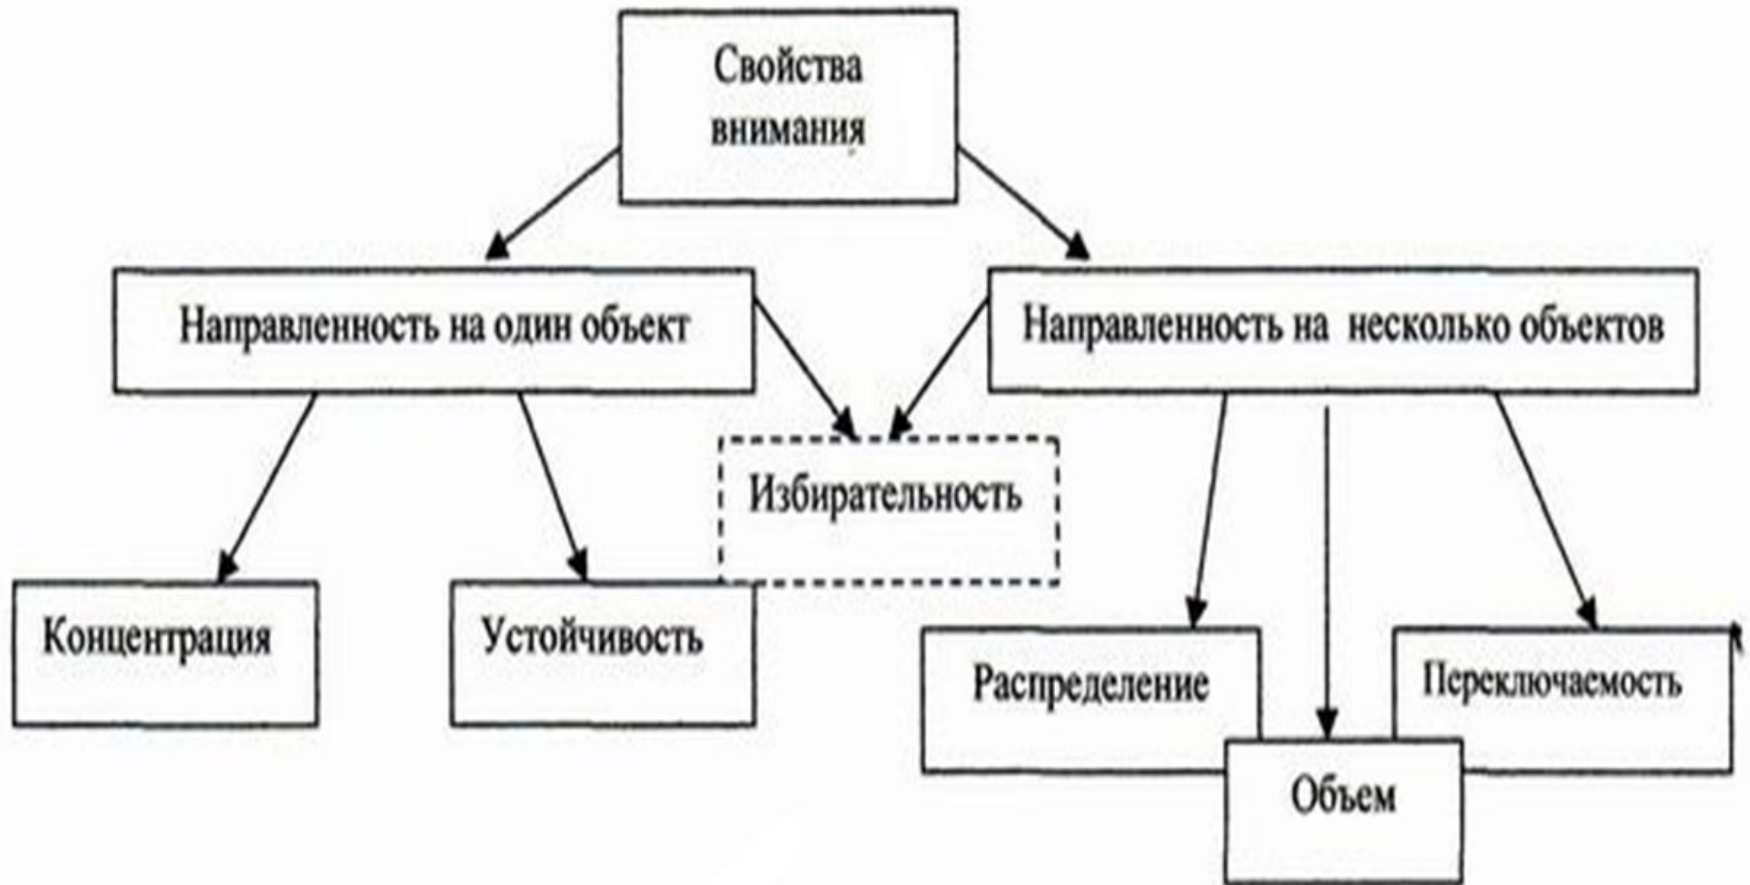 Свойства
внимания
Направленность на один объект
Направленность на несколько объектов
Избирательность
Концентрация
Устойчивость
Распределение
Переключаемость
Объем